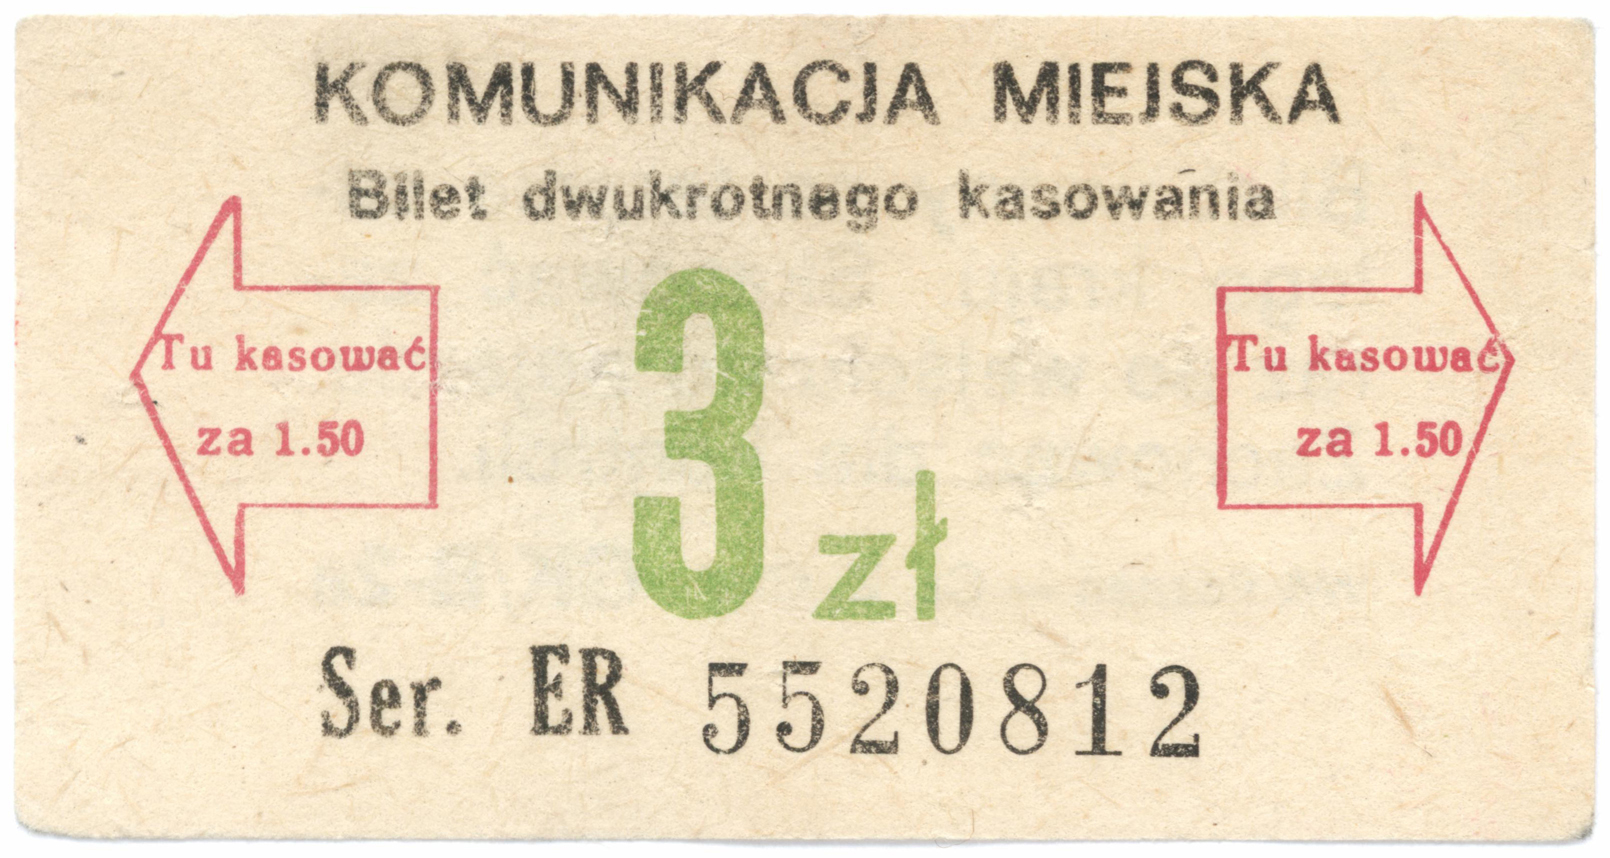 KOMUNIKACJA MIEJSKA
Bilet dwukrotnego kasowania
Tu kasować
za 1.50
3 zł
Tu kasować
za 1.50
Ser. ER 5520812